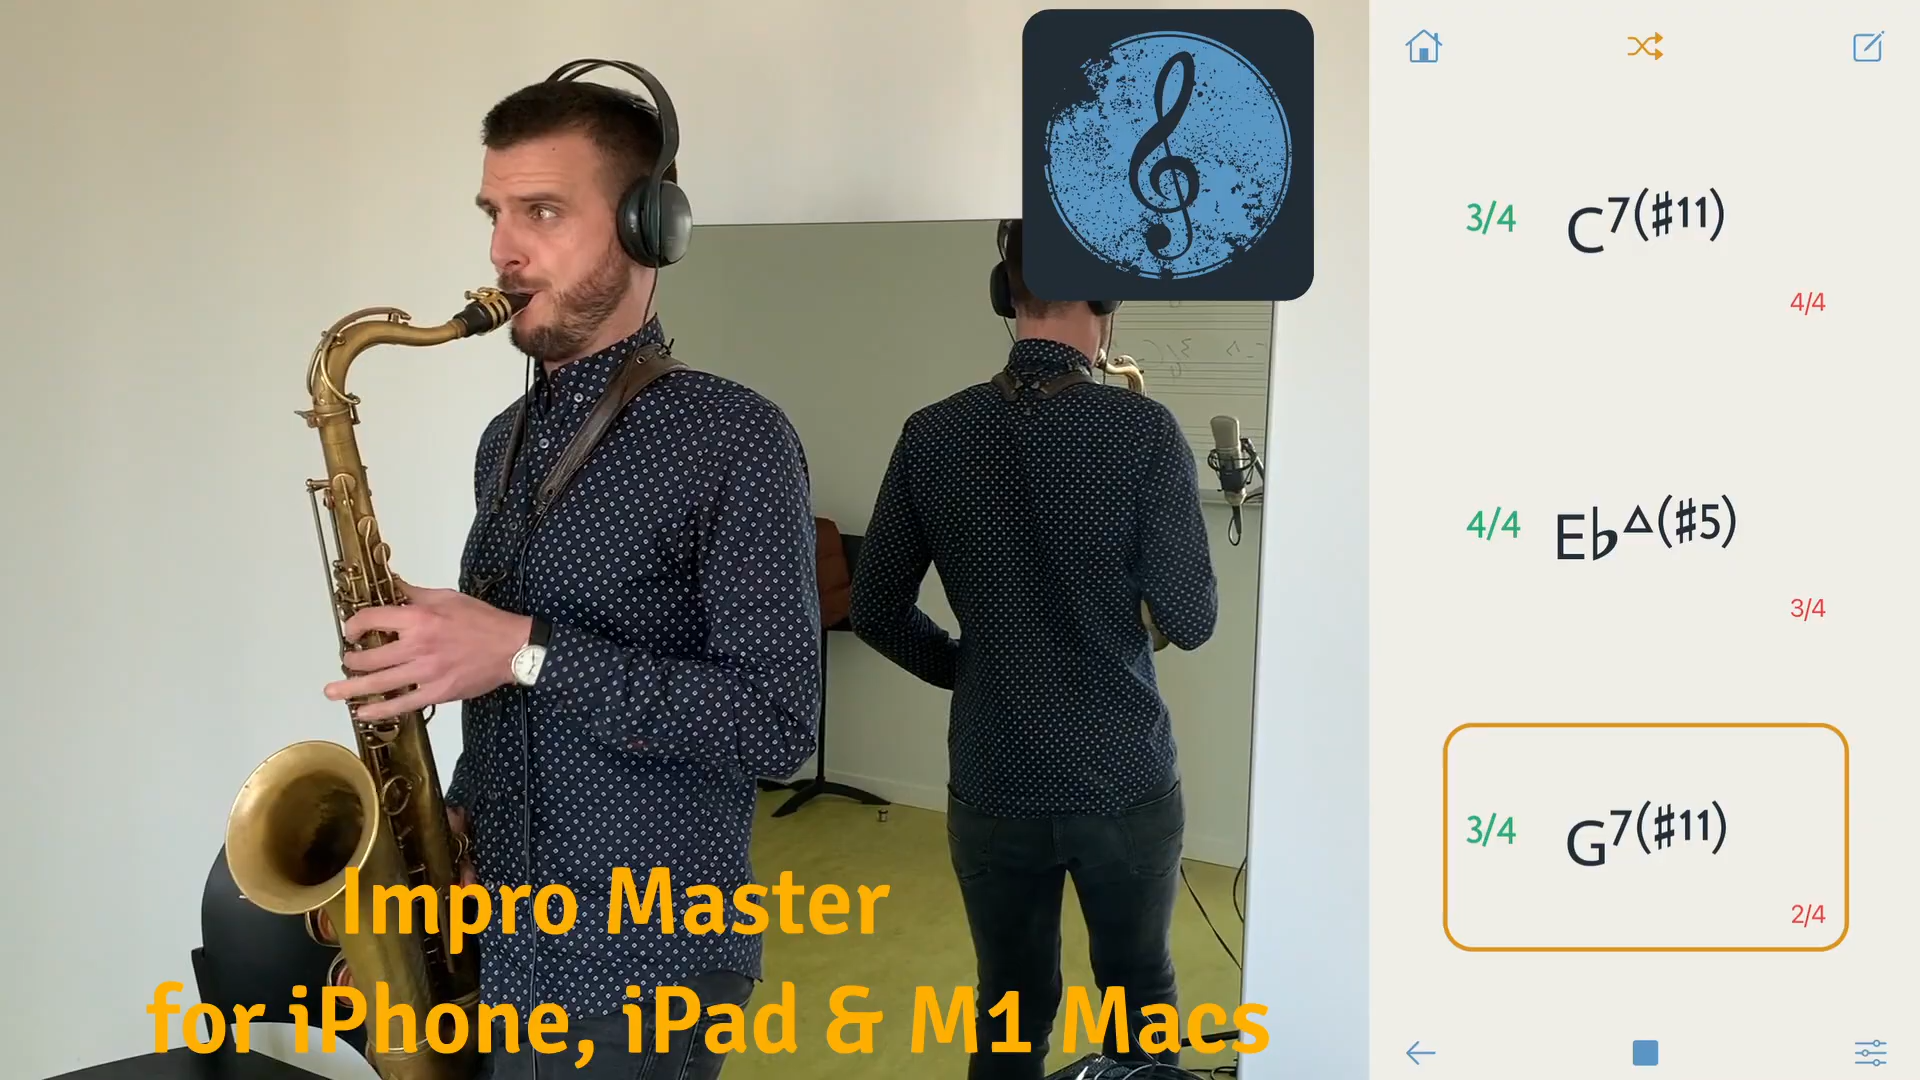 3/4 C7(♯11)
4/4
4/4 E♭△(♯5)
3/4
3/4 G7(♯11)
2/4
Impro Master
for iPhone, iPad & M1 Macs